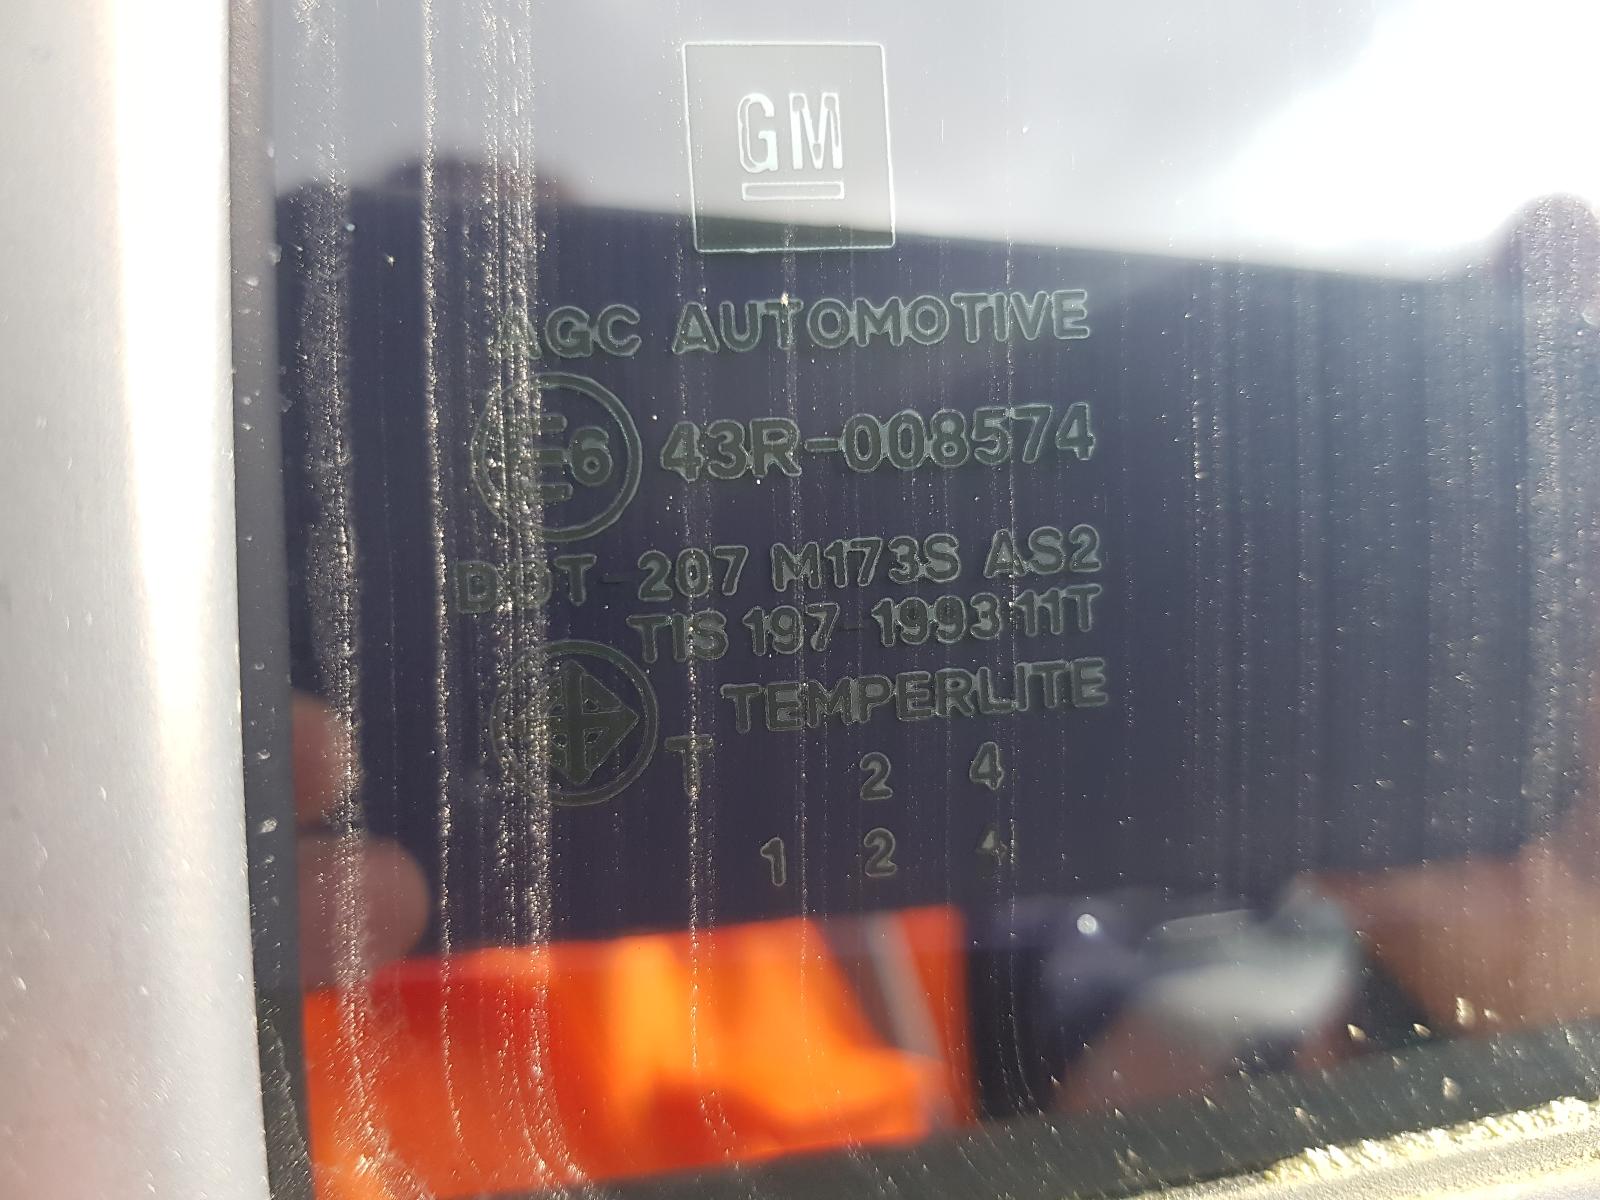 GM
AGC AUTOMOTIVE
E6 43R-008574
DOT-207 M173S AS2
TIS 197-1993 11T
TEMPERLITE
T 2 4
1 2 4